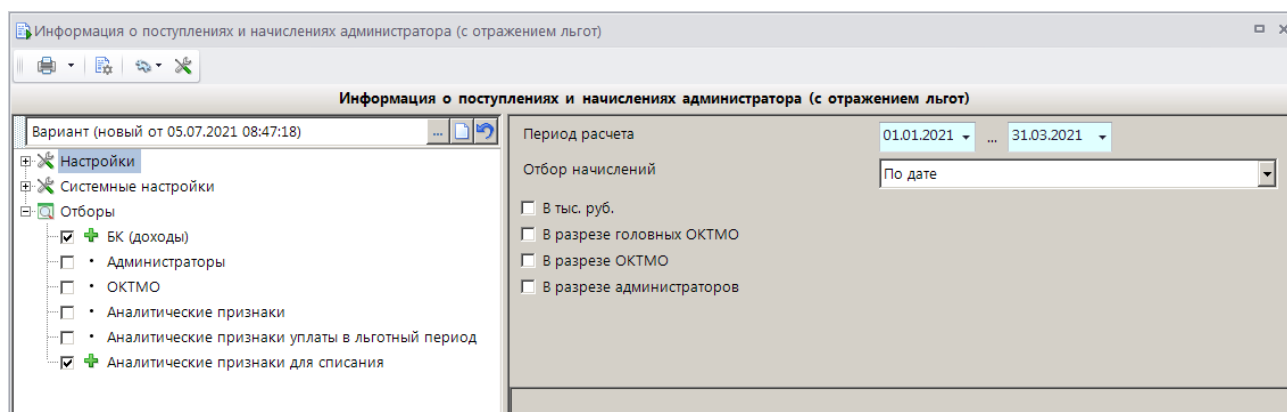 Информация о поступлениях и начислениях администратора (с отражением льгот)
Информация о поступлениях и начислениях администратора (с отражением льгот)
Вариант (новый от 05.07.2021 08:47:18)
...
Настройки
Системные настройки
Отборы
БК (доходы)
Администраторы
ОКТМО
Аналитические признаки
Аналитические признаки уплаты в льготный период
Аналитические признаки для списания
Период расчета 01.01.2021 ... 31.03.2021
Отбор начислений По дате
В тыс. руб.
В разрезе головных ОКТМО
В разрезе ОКТМО
В разрезе администраторов